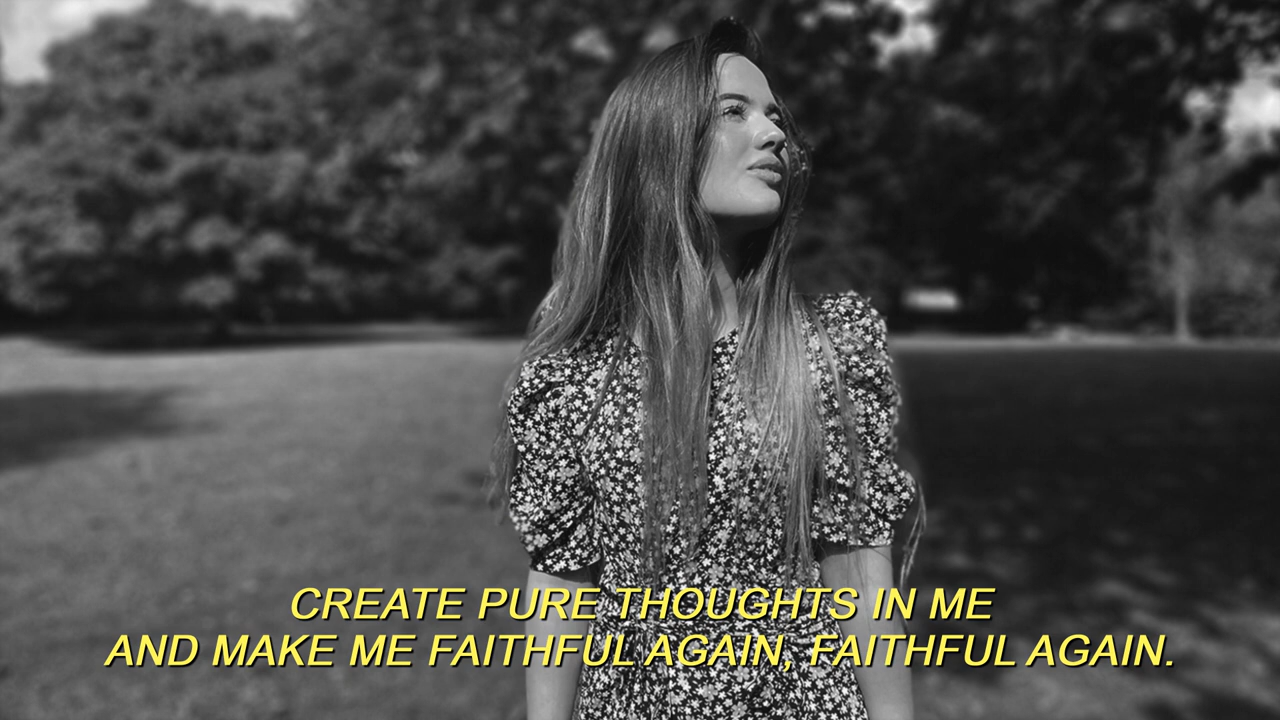 CREATE PURE THOUGHTS IN ME
AND MAKE ME FAITHFUL AGAIN, FAITHFUL AGAIN.